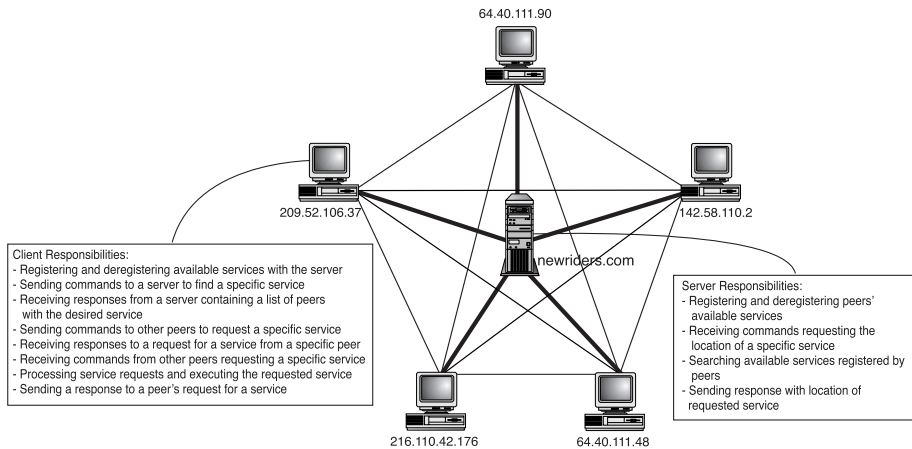 64.40.111.90
209.52.106.37
142.58.110.2
newriders.com
Client Responsibilities:
- Registering and deregistering available services with the server
- Sending commands to a server to find a specific service
- Receiving responses from a server containing a list of peers
with the desired service
- Sending commands to other peers to request a specific service
- Receiving responses to a request for a service from a specific peer
- Receiving commands from other peers requesting a specific service
- Processing service requests and executing the requested service
- Sending a response to a peer's request for a service
Server Responsibilities:
- Registering and deregistering peers'
available services
- Receiving commands requesting the
location of a specific service
- Searching available services registered by
peers
- Sending response with location of
requested service
216.110.42.176
64.40.111.48